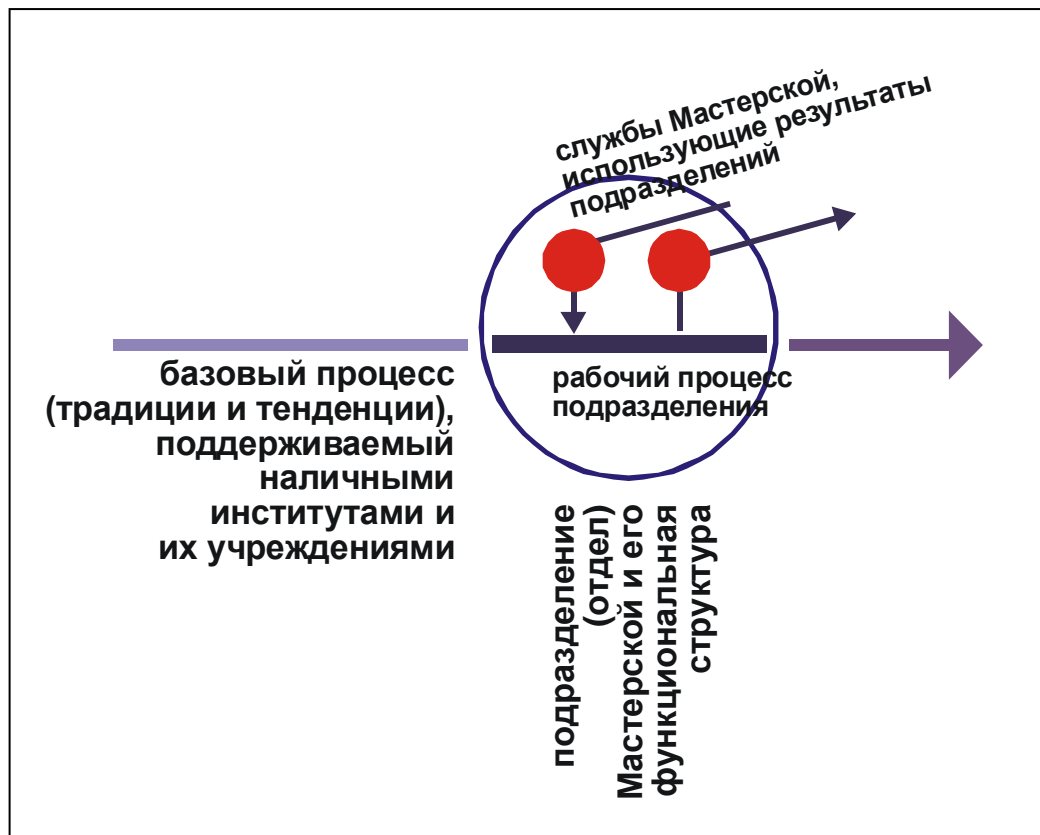 службы Мастерской,
использующие результаты
подразделений
базовый процесс
(традиции и тенденции),
поддерживаемый
наличными
институтами и
их учреждениями
рабочий процесс
подразделения
подразделение
(отдел)
Мастерской и его
функциональная
структура